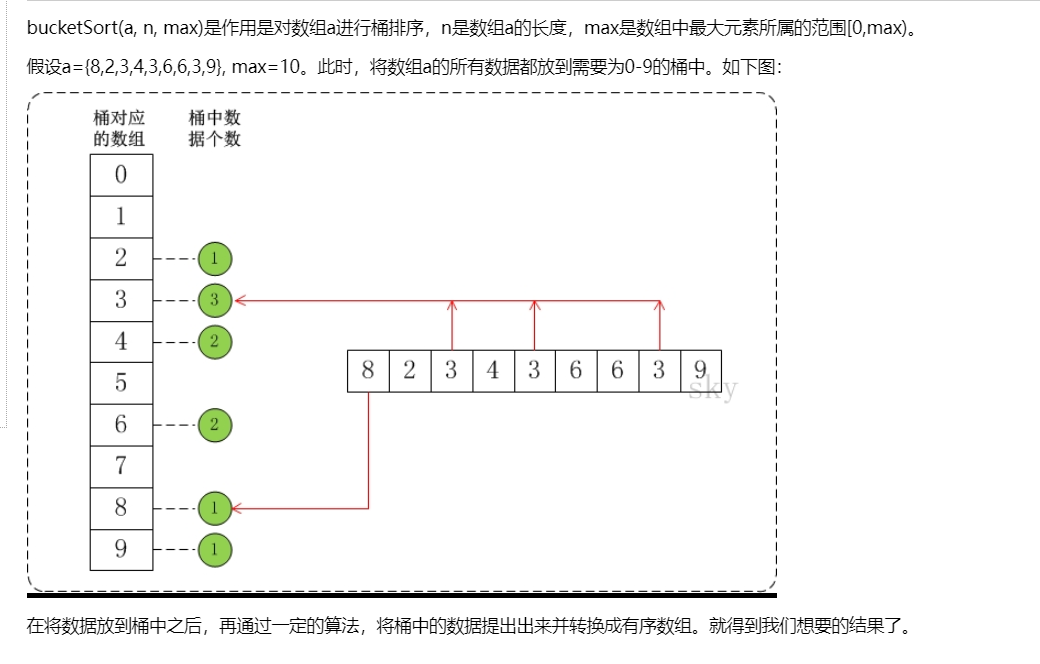 bucketSort(a, n, max)是作用是对数组a进行桶排序，n是数组a的长度，max是数组中最大元素所属的范围[0,max)。
假设a={8,2,3,4,3,6,6,3,9}, max=10。此时，将数组a的所有数据都放到需要为0-9的桶中。如下图：
桶对应 桶中数
的数组 据个数
0
1
2 1
3 3
4 2
8 2 3 4 3 6 6 3 9
sky
5
6 2
7
8 1
9 1
在将数据放到桶中之后，再通过一定的算法，将桶中的数据提出出来并转换成有序数组。就得到我们想要的结果了。